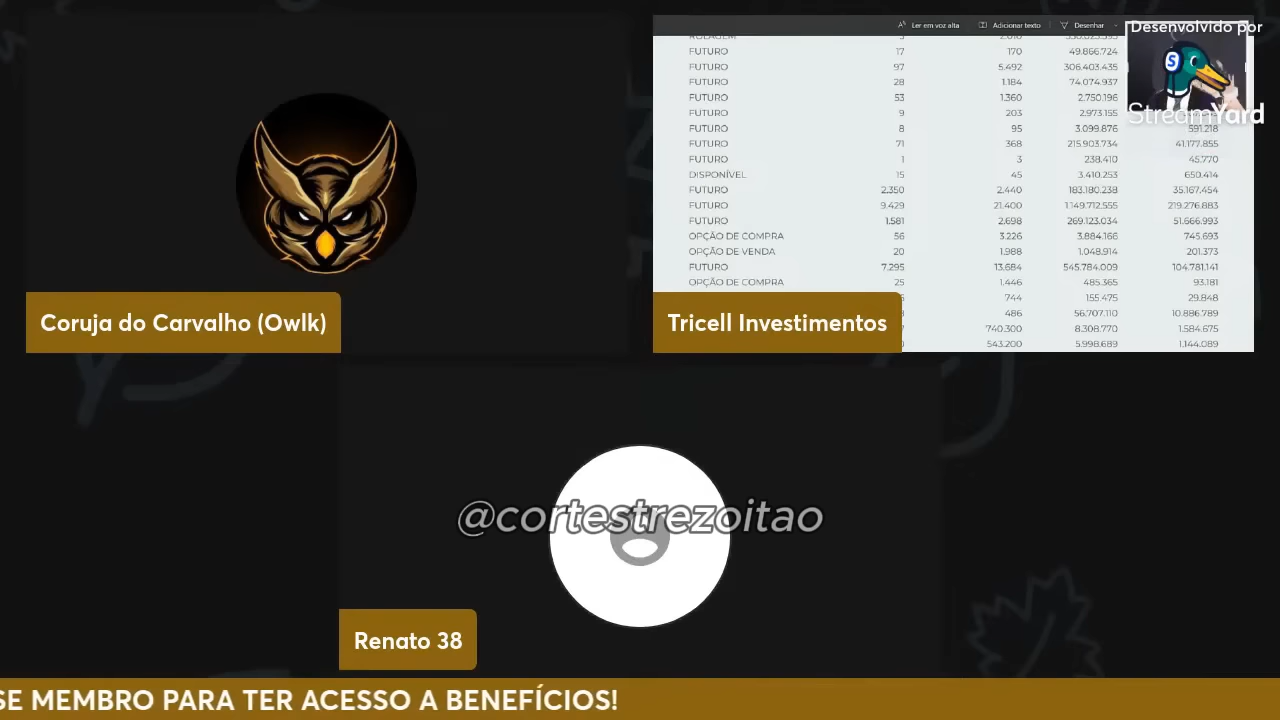 Ler em voz alta
Adicionar texto
Desenhar
Desenvolvido por
StreamYard
FUTURO 17 170 49.866.724
FUTURO 97 5.492 306.403.435
FUTURO 28 1.184 74.074.937
FUTURO 53 1.360 2.750.196
FUTURO 9 203 2.973.155
FUTURO 8 95 3.099.876 591.218
FUTURO 71 368 215.903.734 41.177.855
FUTURO 1 3 238.410 45.770
DISPONÍVEL 15 45 3.410.253 650.414
FUTURO 2.350 2.440 183.180.238 35.167.454
FUTURO 9.429 21.400 1.149.712.555 219.276.883
FUTURO 1.581 2.698 269.123.034 51.666.993
OPÇÃO DE COMPRA 56 3.226 3.884.166 745.693
OPÇÃO DE VENDA 20 1.988 1.048.914 201.373
FUTURO 7.295 13.684 545.784.009 104.781.141
OPÇÃO DE COMPRA 25 1.446 485.365 93.181
744 155.475 29.848
486 56.707.110 10.886.789
740.300 8.308.770 1.584.675
543.200 5.998.689 1.144.089
Coruja do Carvalho (Owlk)
Tricell Investimentos
@cortestrezoitao
Renato 38
SE MEMBRO PARA TER ACESSO A BENEFÍCIOS!